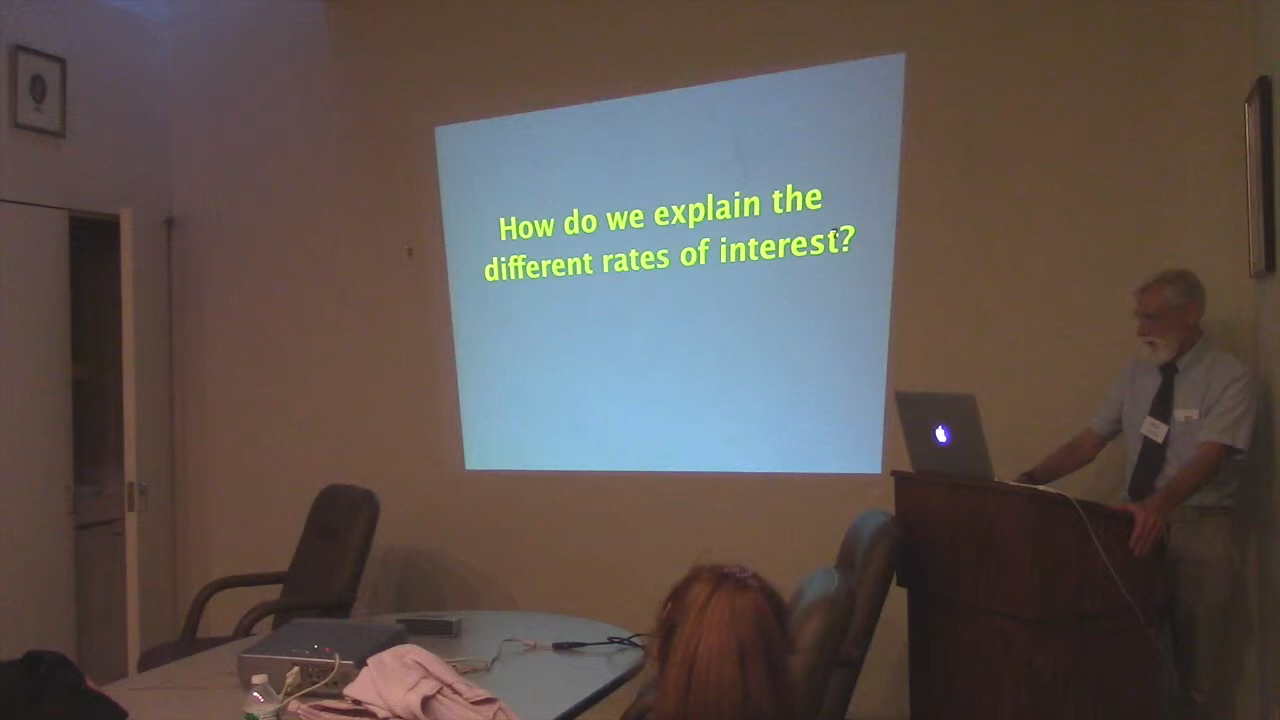 How do we explain the
different rates of interest?